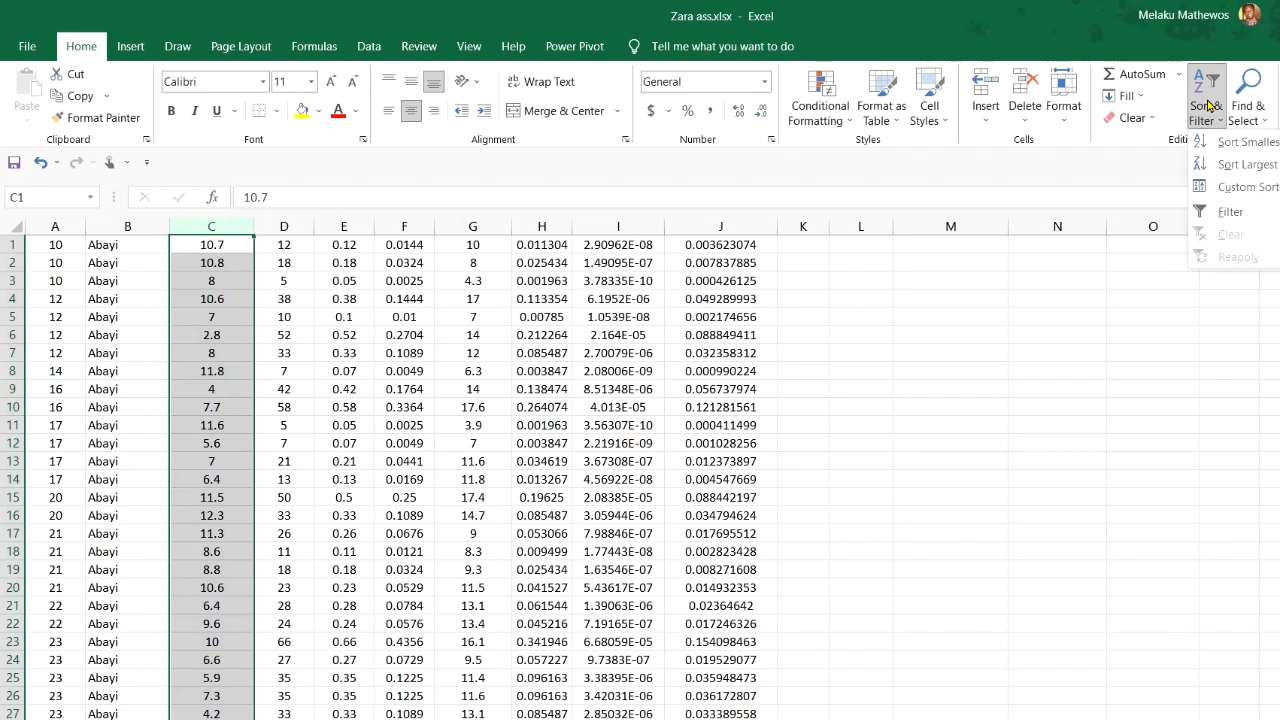 Zara ass.xlsx - Excel
Melaku Mathewos
File Home Insert Draw Page Layout Formulas Data Review View Help Power Pivot Tell me what you want to do
Paste
Cut
Copy
Format Painter
Clipboard
Calibri 11
B I U
Font
Wrap Text
Merge & Center
Alignment
General
$ % ,
Number
Conditional Formatting
Format as Table
Cell Styles
Styles
Insert Delete Format
Cells
AutoSum
Fill
Clear
Sort & Filter
Find & Select
Editi
Sort Smalles
Sort Largest
Custom Sort
Filter
Clear
Reapply
C1 fx 10.7
A B C D E F G H I J K L M N O
1 10 Abayi 10.7 12 0.12 0.0144 10 0.011304 2.90962E-08 0.003623074
2 10 Abayi 10.8 18 0.18 0.0324 8 0.025434 1.49095E-07 0.007837885
3 10 Abayi 8 5 0.05 0.0025 4.3 0.001963 3.78335E-10 0.000426125
4 12 Abayi 10.6 38 0.38 0.1444 17 0.113354 6.1952E-06 0.049289993
5 12 Abayi 7 10 0.1 0.01 7 0.00785 1.0539E-08 0.002174656
6 12 Abayi 2.8 52 0.52 0.2704 14 0.212264 2.164E-05 0.088849411
7 12 Abayi 8 33 0.33 0.1089 12 0.085487 2.70079E-06 0.032358312
8 14 Abayi 11.8 7 0.07 0.0049 6.3 0.003847 2.08006E-09 0.000990224
9 16 Abayi 4 42 0.42 0.1764 14 0.138474 8.51348E-06 0.056737974
10 16 Abayi 7.7 58 0.58 0.3364 17.6 0.264074 4.013E-05 0.121281561
11 17 Abayi 11.6 5 0.05 0.0025 3.9 0.001963 3.56307E-10 0.000411499
12 17 Abayi 5.6 7 0.07 0.0049 7 0.003847 2.21916E-09 0.001028256
13 17 Abayi 7 21 0.21 0.0441 11.6 0.034619 3.67308E-07 0.012373897
14 17 Abayi 6.4 13 0.13 0.0169 11.8 0.013267 4.56922E-08 0.004547669
15 20 Abayi 11.5 50 0.5 0.25 17.4 0.19625 2.08385E-05 0.088442197
16 20 Abayi 12.3 33 0.33 0.1089 14.7 0.085487 3.05944E-06 0.034794624
17 21 Abayi 11.3 26 0.26 0.0676 9 0.053066 7.98846E-07 0.017695512
18 21 Abayi 8.6 11 0.11 0.0121 8.3 0.009499 1.77443E-08 0.002823428
19 21 Abayi 8.8 18 0.18 0.0324 9.3 0.025434 1.63546E-07 0.008271608
20 21 Abayi 10.6 23 0.23 0.0529 11.5 0.041527 5.43617E-07 0.014932353
21 22 Abayi 6.4 28 0.28 0.0784 13.1 0.061544 1.39063E-06 0.02364642
22 22 Abayi 9.6 24 0.24 0.0576 13.4 0.045216 7.19165E-07 0.017246326
23 23 Abayi 10 66 0.66 0.4356 16.1 0.341946 6.68059E-05 0.154098463
24 23 Abayi 6.6 27 0.27 0.0729 9.5 0.057227 9.7383E-07 0.019529077
25 23 Abayi 5.9 35 0.35 0.1225 11.4 0.096163 3.38395E-06 0.035948473
26 23 Abayi 7.3 35 0.35 0.1225 11.6 0.096163 3.42031E-06 0.036172807
27 23 Abayi 4.2 33 0.33 0.1089 13.1 0.085487 2.85032E-06 0.033389558